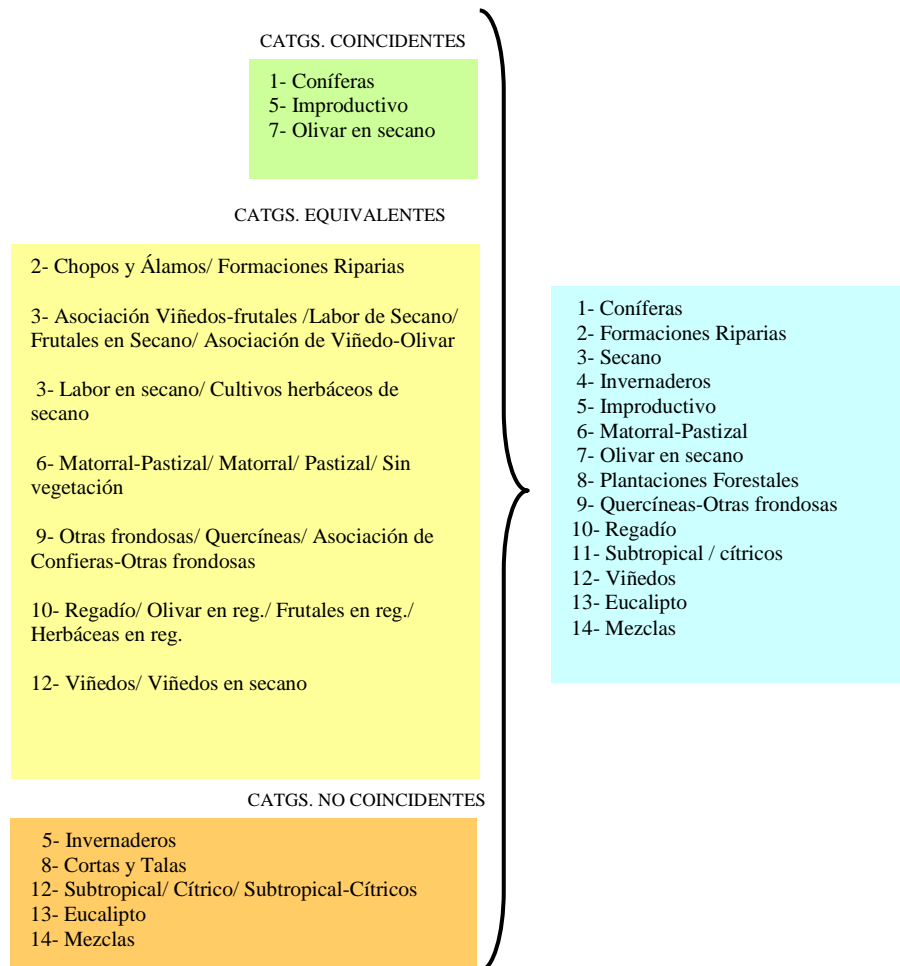 CATGS. COINCIDENTES
1- Coníferas
5- Improductivo
7- Olivar en secano
CATGS. EQUIVALENTES
2- Chopos y Álamos/ Formaciones Riparias
3- Asociación Viñedos-frutales /Labor de Secano/
Frutales en Secano/ Asociación de Viñedo-Olivar
3- Labor en secano/ Cultivos herbáceos de
secano
6- Matorral-Pastizal/ Matorral/ Pastizal/ Sin
vegetación
9- Otras frondosas/ Quercíneas/ Asociación de
Confieras-Otras frondosas
10- Regadío/ Olivar en reg./ Frutales en reg./
Herbáceas en reg.
12- Viñedos/ Viñedos en secano
CATGS. NO COINCIDENTES
5- Invernaderos
8- Cortas y Talas
12- Subtropical/ Cítrico/ Subtropical-Cítricos
13- Eucalipto
14- Mezclas
1- Coníferas
2- Formaciones Riparias
3- Secano
4- Invernaderos
5- Improductivo
6- Matorral-Pastizal
7- Olivar en secano
8- Plantaciones Forestales
9- Quercíneas-Otras frondosas
10- Regadío
11- Subtropical / cítricos
12- Viñedos
13- Eucalipto
14- Mezclas